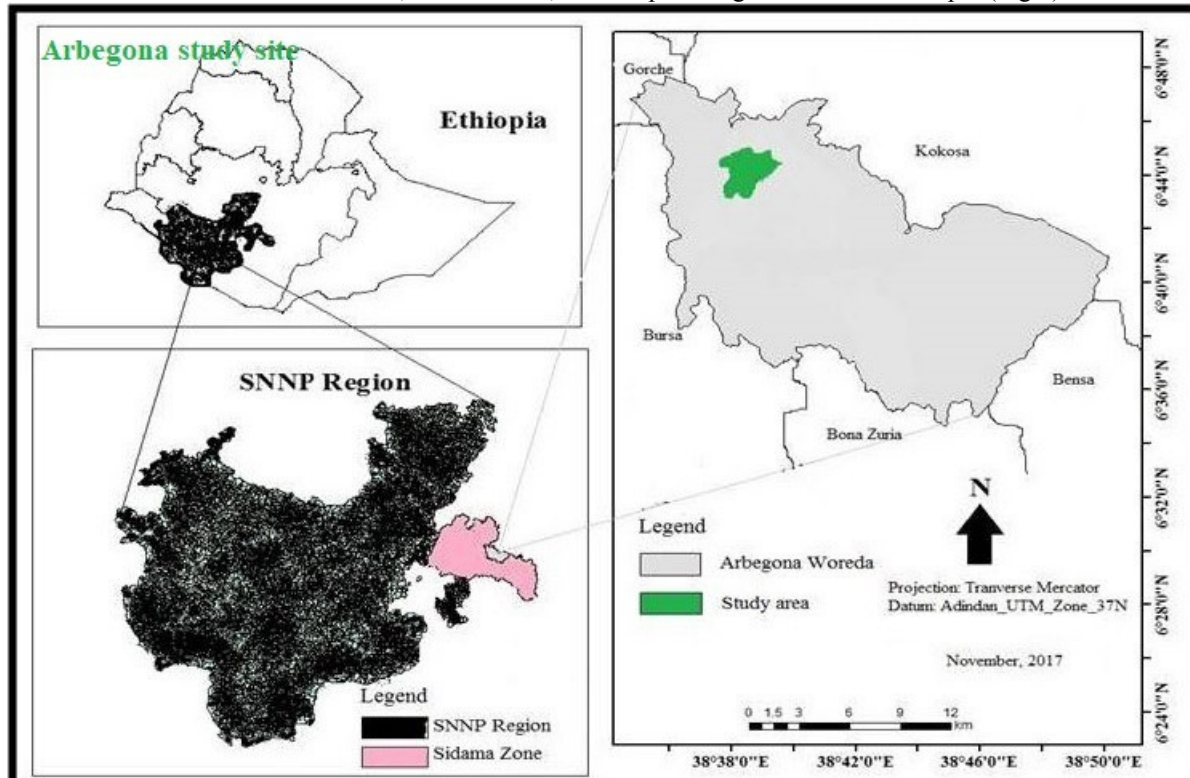 Arbegona study site
Ethiopia
SNNP Region
Legend
SNNP Region
Sidama Zone
Gorche
Kokosa
Bursa
Bensa
Bona Zuria
N
Legend
Arbegona Woreda
Study area
Projection: Tranverse Mercator
Datum: Adindan_UTM_Zone_37N
November, 2017
0 1.5 3 6 9 12
km
6°48'0"N
6°44'0"N
6°40'0"N
6°36'0"N
6°32'0"N
6°28'0"N
6°24'0"N
38°38'0"E 38°42'0"E 38°46'0"E 38°50'0"E